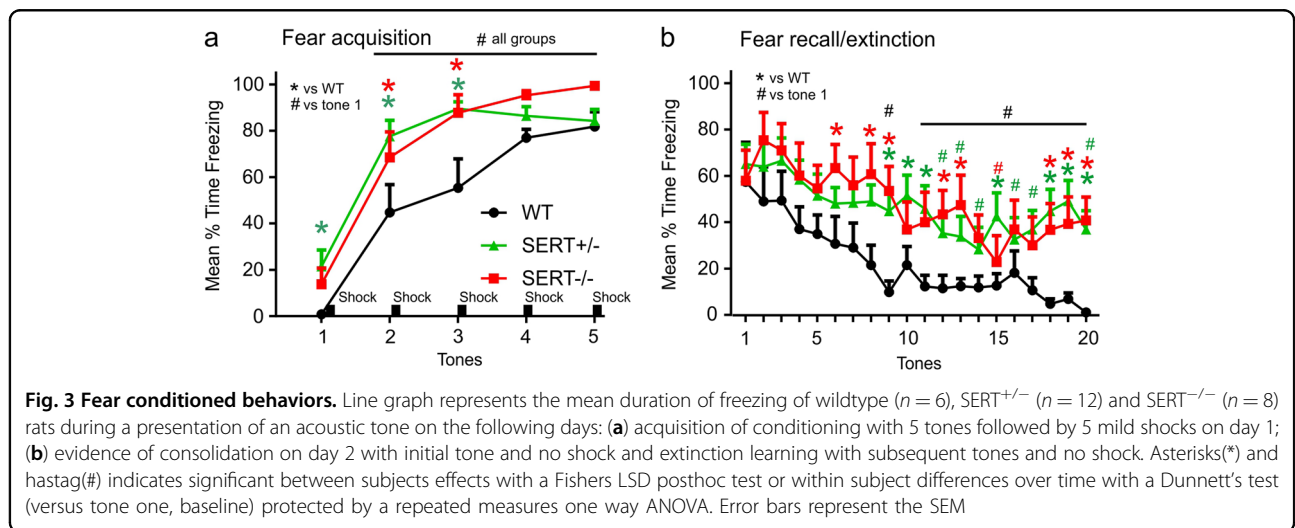 a
Fear acquisition
# all groups
* vs WT
# vs tone 1
*
*
*
*
*
Mean % Time Freezing
100
80
60
40
20
0
WT
SERT+/-
SERT-/-
Shock Shock Shock Shock Shock
1 2 3 4 5
Tones
b
Fear recall/extinction
* vs WT
# vs tone 1
#
* * * * * * # * # * # * * # # * * * * # * *
Mean % Time Freezing
100
80
60
40
20
0
1 5 10 15 20
Tones
Fig. 3 Fear conditioned behaviors. Line graph represents the mean duration of freezing of wildtype (n = 6), SERT+/− (n = 12) and SERT−/− (n = 8)
rats during a presentation of an acoustic tone on the following days: (a) acquisition of conditioning with 5 tones followed by 5 mild shocks on day 1;
(b) evidence of consolidation on day 2 with initial tone and no shock and extinction learning with subsequent tones and no shock. Asterisks(*) and
hastag(#) indicates significant between subjects effects with a Fishers LSD posthoc test or within subject differences over time with a Dunnett's test
(versus tone one, baseline) protected by a repeated measures one way ANOVA. Error bars represent the SEM